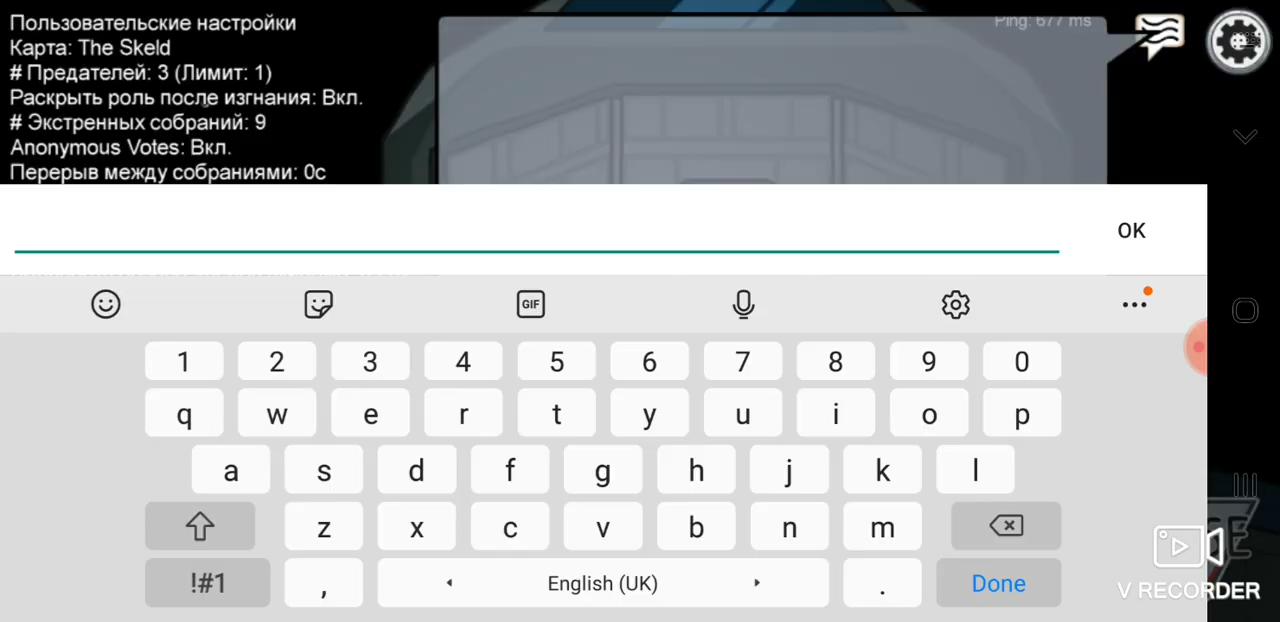 Пользовательские настройки
Карта: The Skeld
# Предателей: 3 (Лимит: 1)
Раскрыть роль после изгнания: Вкл.
# Экстренных собраний: 9
Anonymous Votes: Вкл.
Перерыв между собраниями: 0с
Ping: 677 ms
OK
GIF
1 2 3 4 5 6 7 8 9 0
q w e r t y u i o p
a s d f g h j k l
z x c v b n m
!#1 , English (UK) . Done
V RECORDER